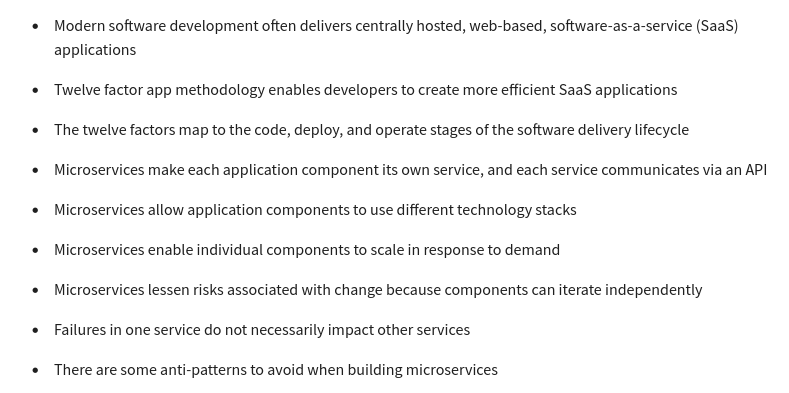 • Modern software development often delivers centrally hosted, web-based, software-as-a-service (SaaS)
applications
• Twelve factor app methodology enables developers to create more efficient SaaS applications
• The twelve factors map to the code, deploy, and operate stages of the software delivery lifecycle
• Microservices make each application component its own service, and each service communicates via an API
• Microservices allow application components to use different technology stacks
• Microservices enable individual components to scale in response to demand
• Microservices lessen risks associated with change because components can iterate independently
• Failures in one service do not necessarily impact other services
• There are some anti-patterns to avoid when building microservices